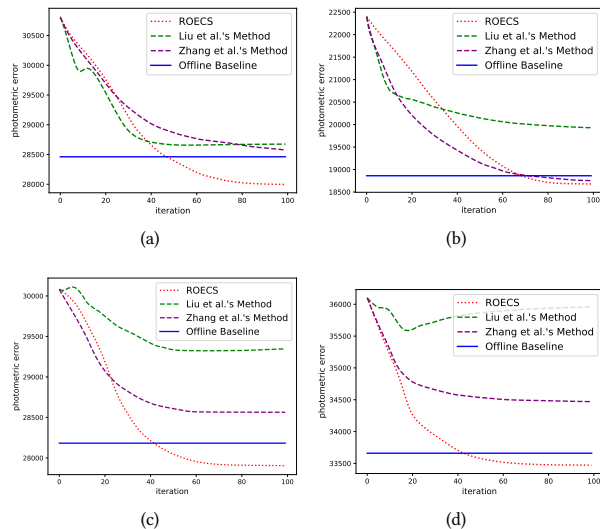 ROECS
Liu et al.'s Method
Zhang et al.'s Method
Offline Baseline
photometric error
30500
30000
29500
29000
28500
28000
0 20 40 60 80 100
iteration
(a)
ROECS
Liu et al.'s Method
Zhang et al.'s Method
Offline Baseline
photometric error
22500
22000
21500
21000
20500
20000
19500
19000
18500
0 20 40 60 80 100
iteration
(b)
ROECS
Liu et al.'s Method
Zhang et al.'s Method
Offline Baseline
photometric error
30000
29500
29000
28500
28000
0 20 40 60 80 100
iteration
(c)
ROECS
Liu et al.'s Method
Zhang et al.'s Method
Offline Baseline
photometric error
36000
35500
35000
34500
34000
33500
0 20 40 60 80 100
iteration
(d)